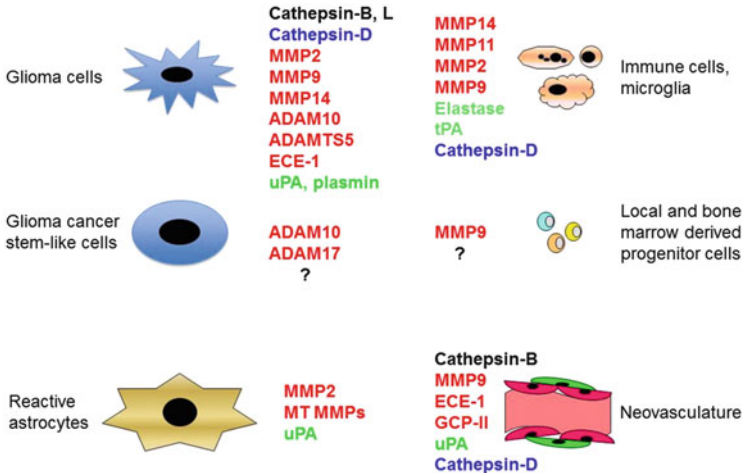 Glioma cells
Cathepsin-B, L
Cathepsin-D
MMP2
MMP9
MMP14
ADAM10
ADAMTS5
ECE-1
uPA, plasmin
MMP14
MMP11
MMP2
MMP9
Elastase
tPA
Cathepsin-D
Immune cells,
microglia
Glioma cancer
stem-like cells
ADAM10
ADAM17
?
MMP9
?
Local and bone
marrow derived
progenitor cells
Reactive
astrocytes
MMP2
MT MMPs
uPA
Cathepsin-B
MMP9
ECE-1
GCP-II
uPA
Cathepsin-D
Neovasculature